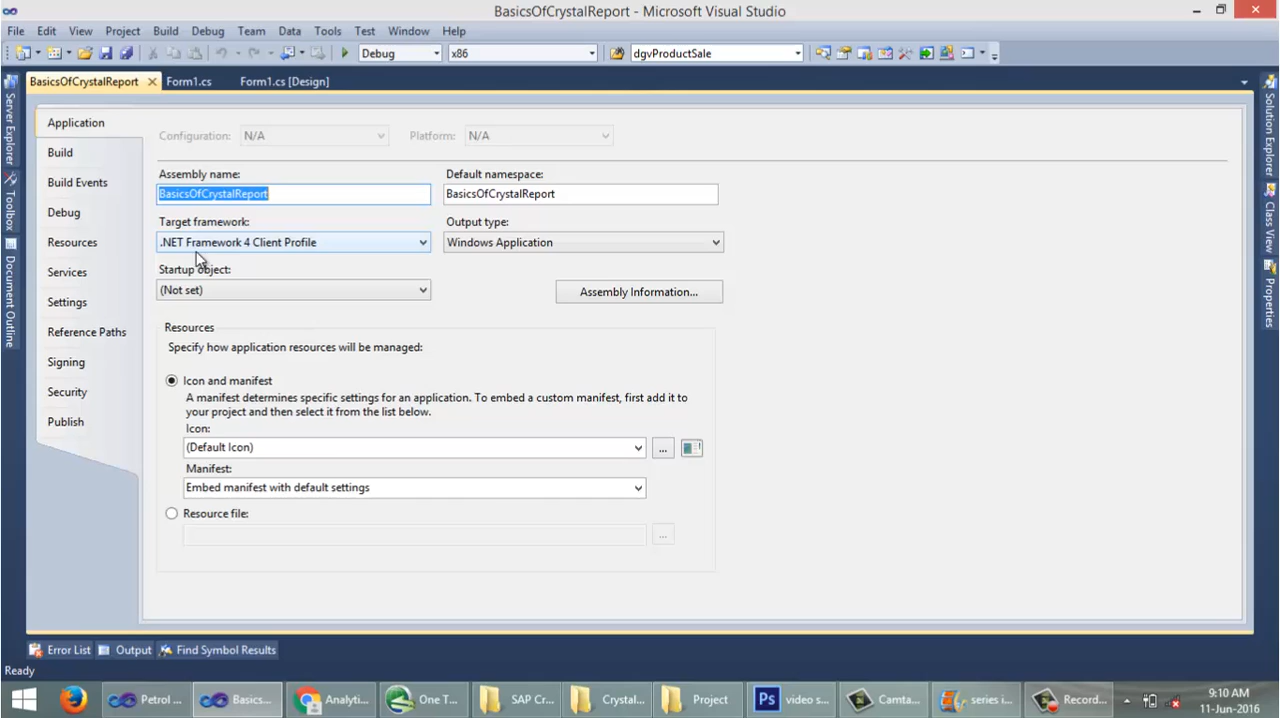 BasicsOfCrystalReport - Microsoft Visual Studio
File Edit View Project Build Debug Team Data Tools Test Window Help
Debug x86 dgvProductSale
BasicsOfCrystalReport Form1.cs Form1.cs [Design]
Server Explorer
Toolbox
Document Outline
Application
Build
Build Events
Debug
Resources
Services
Settings
Reference Paths
Signing
Security
Publish
Configuration: N/A Platform: N/A
Assembly name: Default namespace:
BasicsOfCrystalReport BasicsOfCrystalReport
Target framework: Output type:
.NET Framework 4 Client Profile Windows Application
Startup object:
(Not set) Assembly Information...
Resources
Specify how application resources will be managed:
Icon and manifest
A manifest determines specific settings for an application. To embed a custom manifest, first add it to
your project and then select it from the list below.
Icon:
(Default Icon) ...
Manifest:
Embed manifest with default settings
Resource file:
...
Solution Explorer
Class View
Properties
Error List Output Find Symbol Results
Ready
Petrol ... Basics... Analyti... One T... SAP Cr... Crystal... Project Ps video s... Camta... series i... Record...
9:10 AM
11-Jun-2016